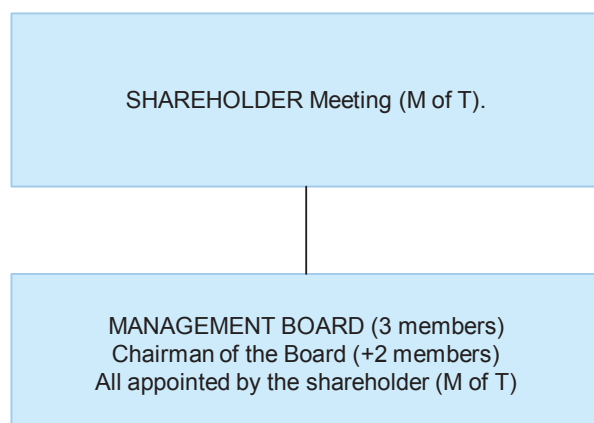 SHAREHOLDER Meeting (M of T).
MANAGEMENT BOARD (3 members)
Chairman of the Board (+2 members)
All appointed by the shareholder (M of T)